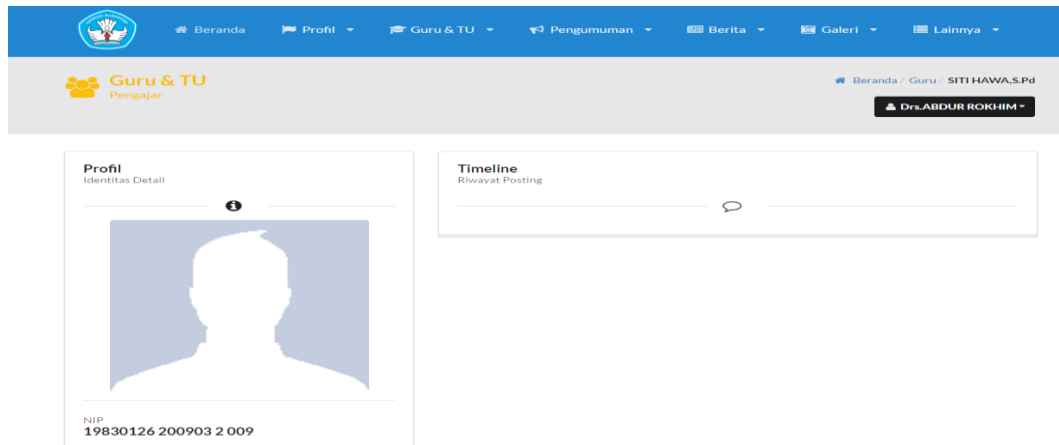 Beranda Profil Guru & TU Pengumuman Berita Galeri Lainnya
Guru & TU
Pengajar
Beranda / Guru / SITI HAWA,S.Pd
Drs.ABDUR ROKHIM
Profil
Identitas Detail
Timeline
Riwayat Posting
NIP
19830126 200903 2 009